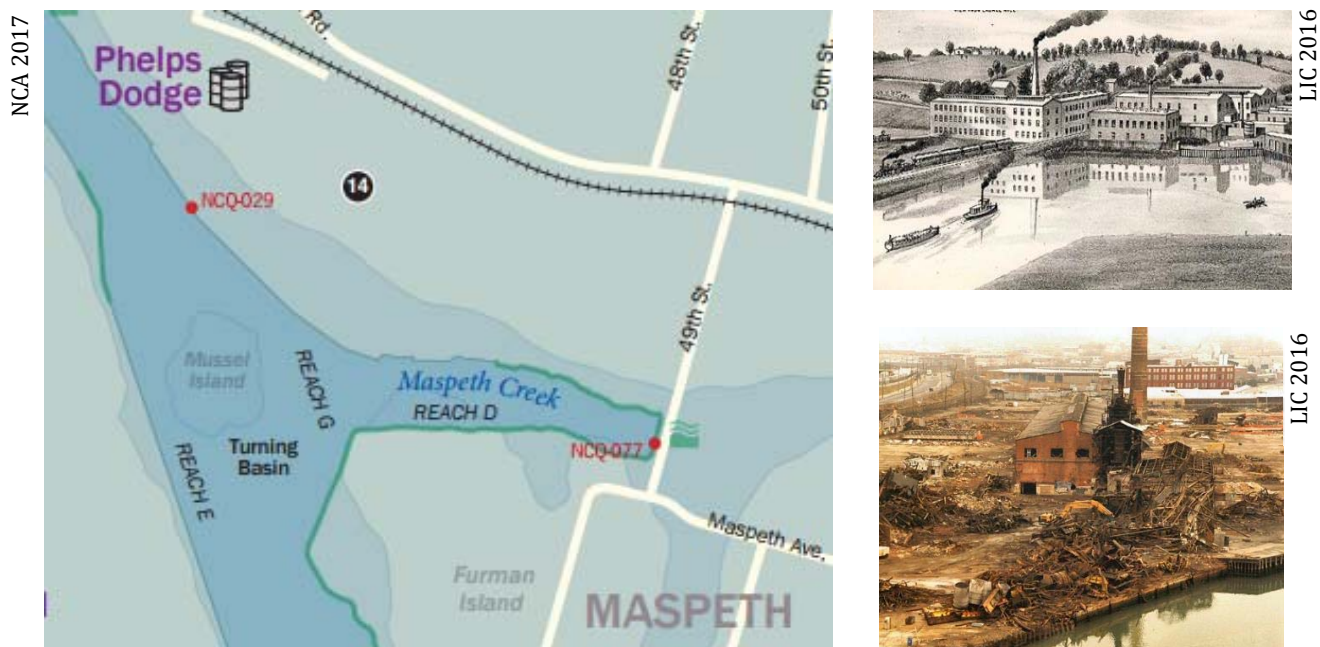 NCA 2017
Rd.
48th St.
50th St.
Phelps
Dodge
14
NCQ-029
49th St.
Mussel
Island
REACH G
Maspeth Creek
REACH D
NCQ-077
Turning
Basin
REACH E
Maspeth Ave.
Furman
Island
MASPETH
LIC 2016
LIC 2016